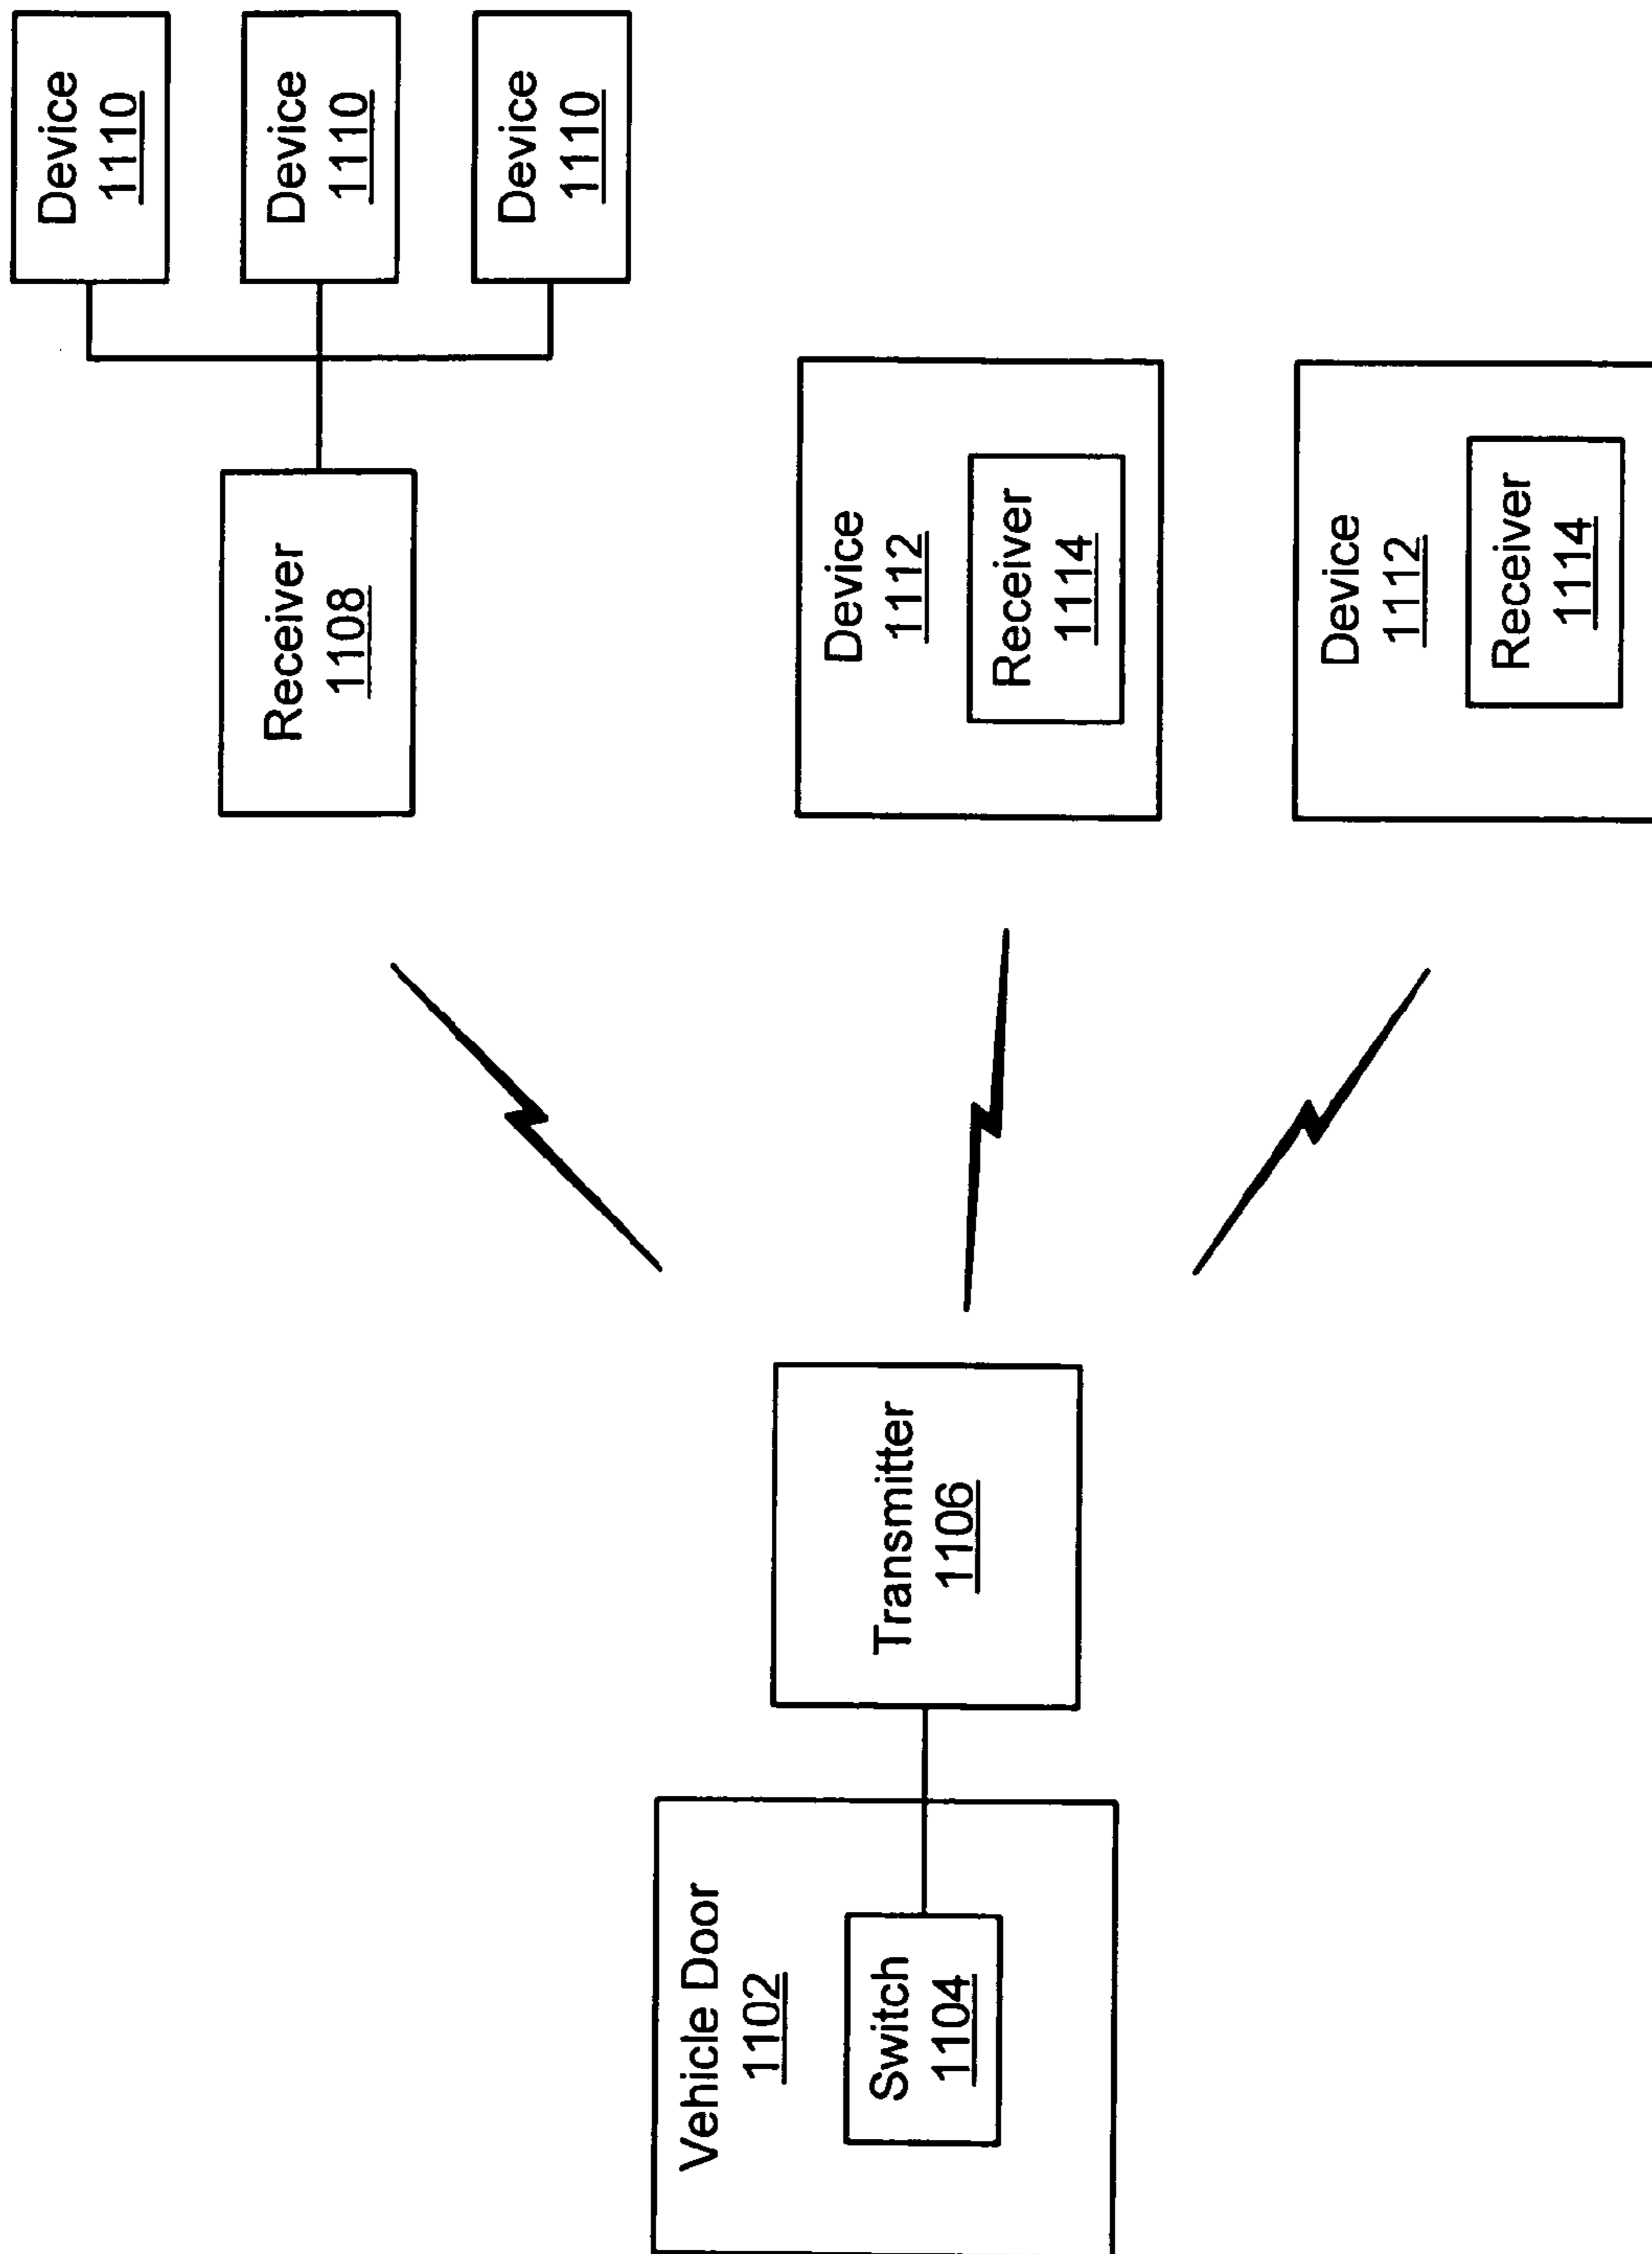 Vehicle Door
1102
Switch
1104
Transmitter
1106
Receiver
1108
Device
1110
Device
1110
Device
1110
Device
1112
Receiver
1114
Device
1112
Receiver
1114